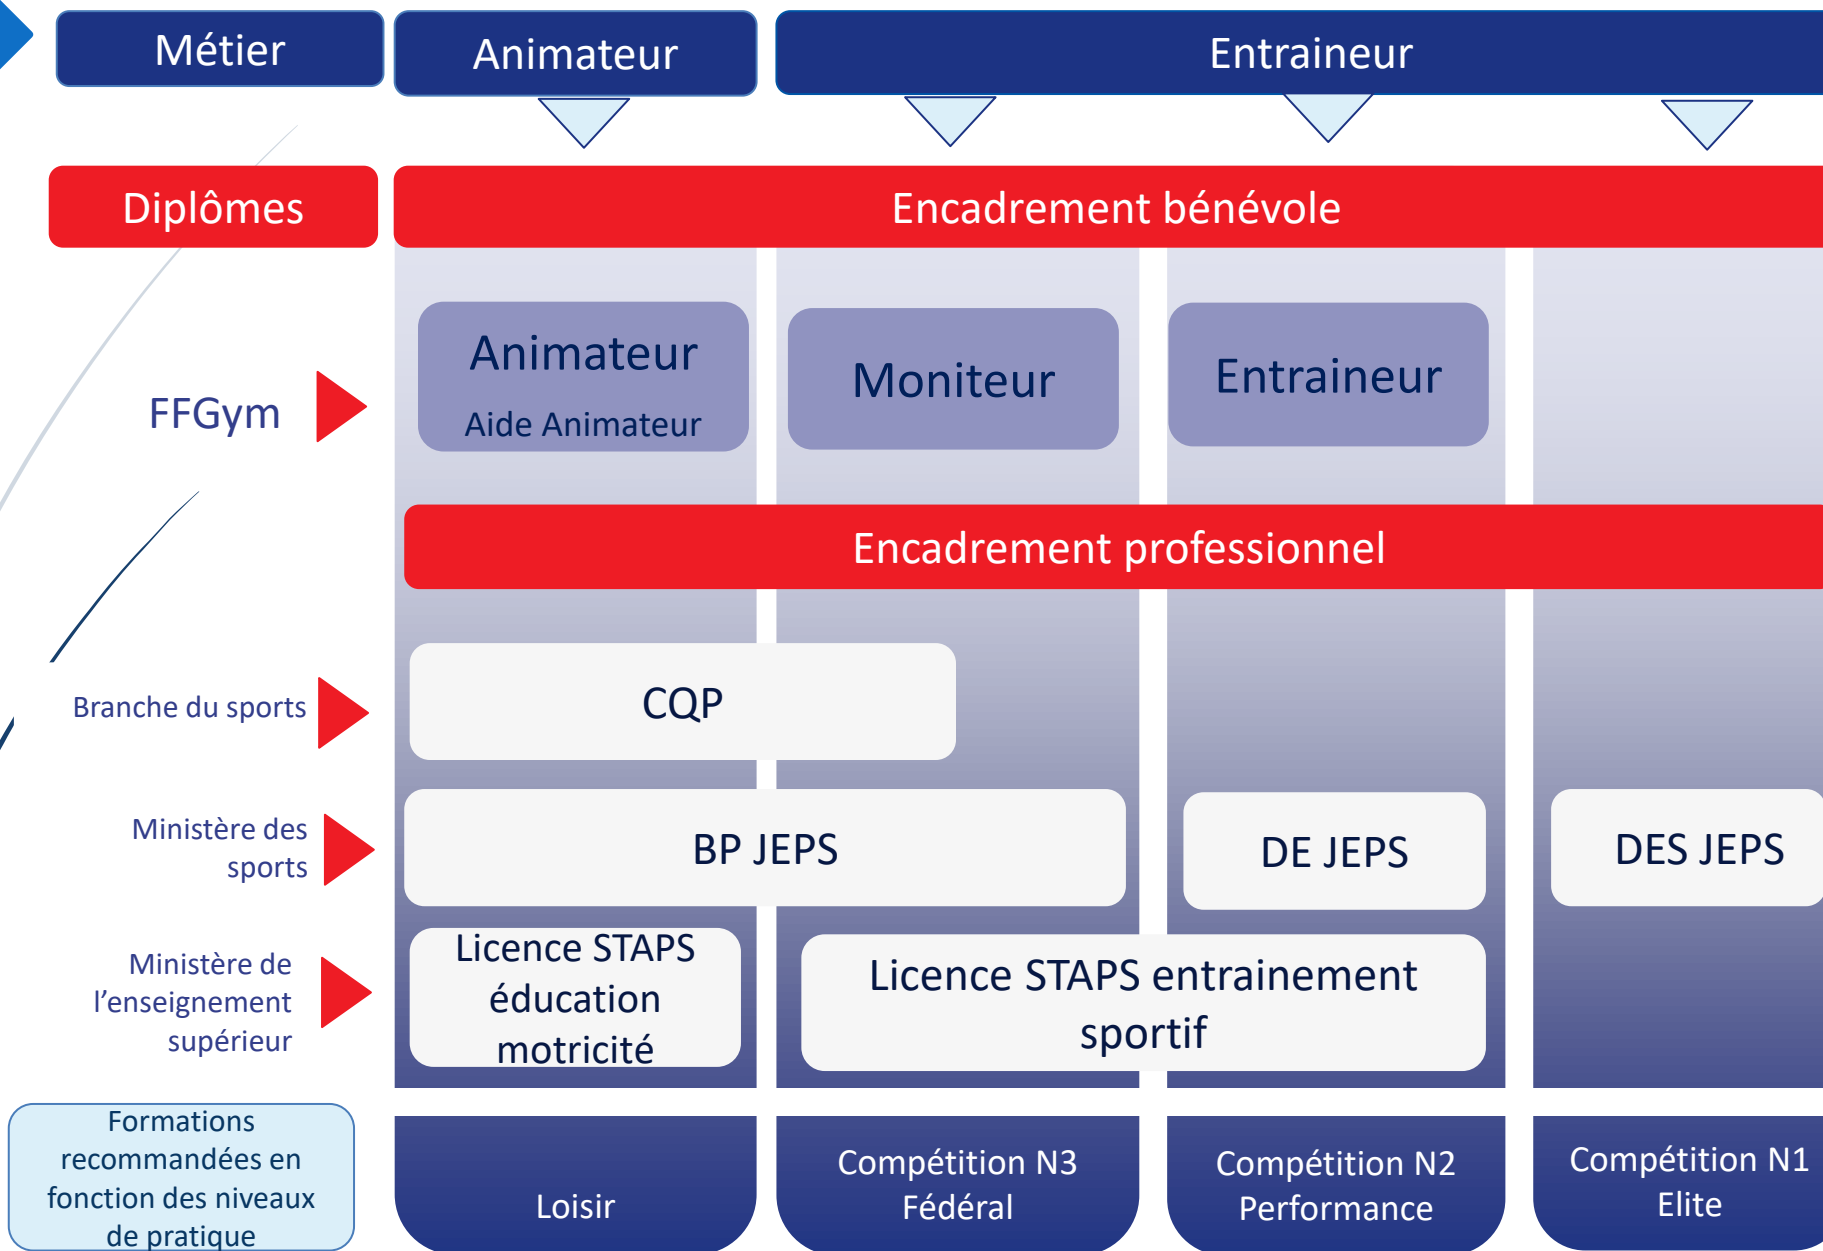 Métier
Animateur
Entraineur
Diplômes
Encadrement bénévole
FFGym
Animateur
Aide Animateur
Moniteur
Entraineur
Encadrement professionnel
Branche du sports
CQP
Ministère des
sports
BP JEPS
DE JEPS
DES JEPS
Ministère de
l’enseignement
supérieur
Licence STAPS
éducation
motricité
Licence STAPS entrainement
sportif
Formations
recommandées en
fonction des niveaux
de pratique
Loisir
Compétition N3
Fédéral
Compétition N2
Performance
Compétition N1
Elite